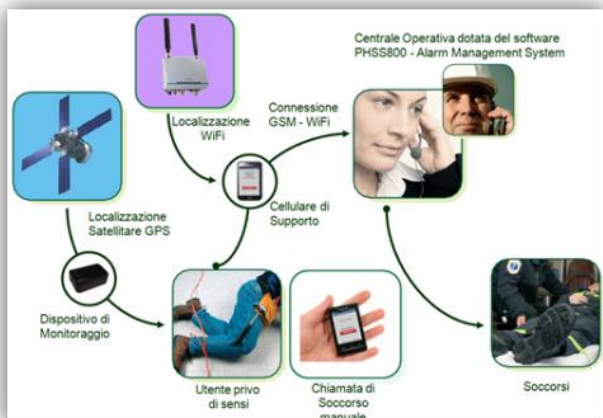 Centrale Operativa dotata del software
PHSS800 - Alarm Management System
Localizzazione
WiFi
Connessione
GSM - WiFi
Cellulare di
Supporto
Localizzazione
Satellitare GPS
Dispositivo di
Monitoraggio
Utente privo
di sensi
Chiamata di
Soccorso
manuale
Soccorsi